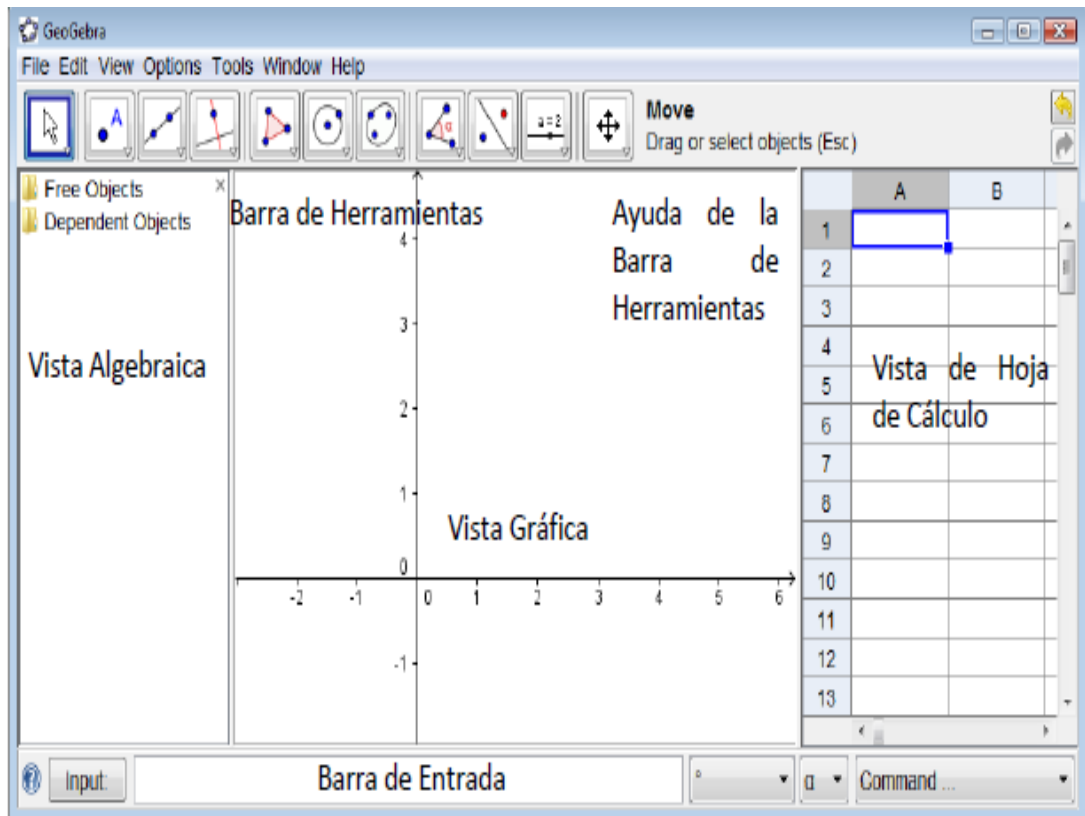 GeoGebra
File Edit View Options Tools Window Help
A
α
a=2
Move
Drag or select objects (Esc)
Free Objects
Dependent Objects
Barra de Herramientas
Ayuda de la
Barra de
Herramientas
Vista Algebraica
Vista Gráfica
4
3
2
1
0
-2 -1 0 1 2 3 4 5 6
-1
A B
1
2
3
4
5
6
7
8
9
10
11
12
13
Vista de Hoja
de Cálculo
Input:
Barra de Entrada
° α Command ...